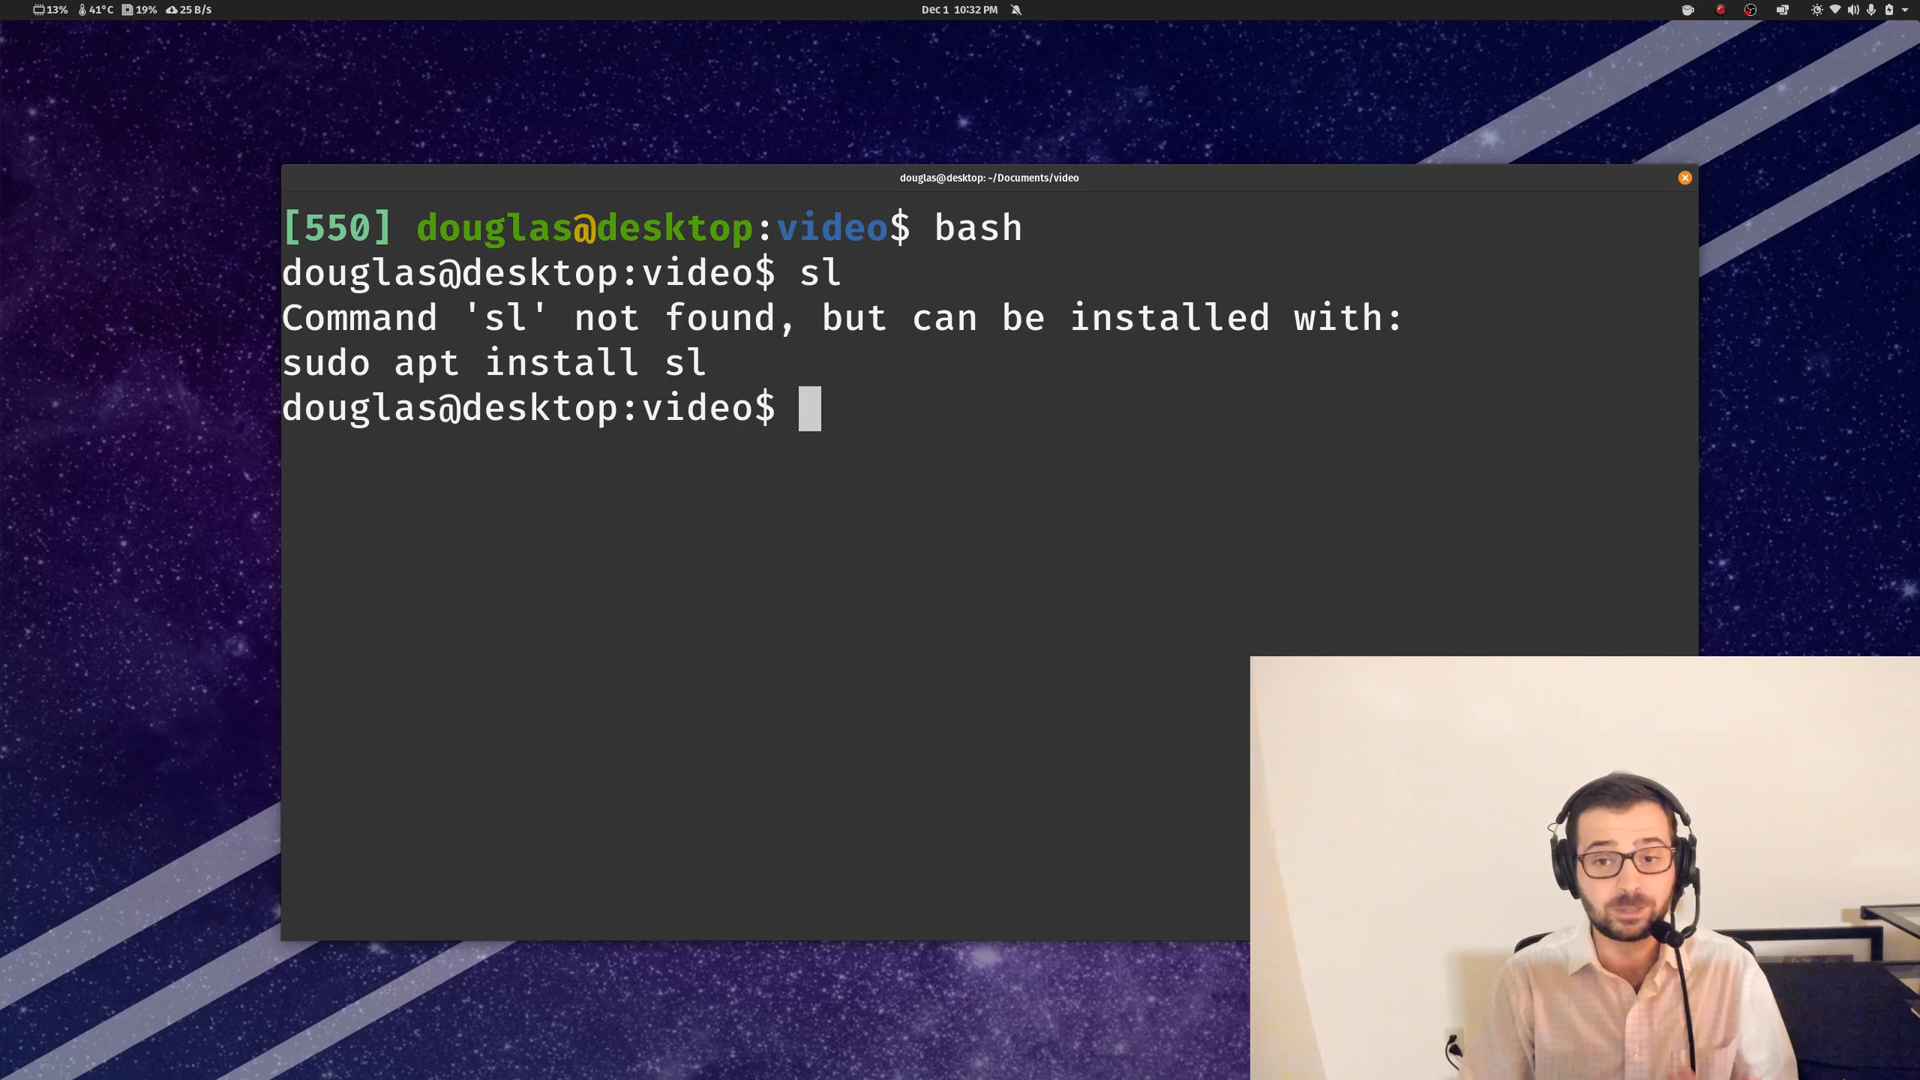 13% 41°C 19% 25 B/s Dec 1 10:32 PM
douglas@desktop: ~/Documents/video
[550] douglas@desktop:video$ bash
douglas@desktop:video$ sl
Command 'sl' not found, but can be installed with:
sudo apt install sl
douglas@desktop:video$